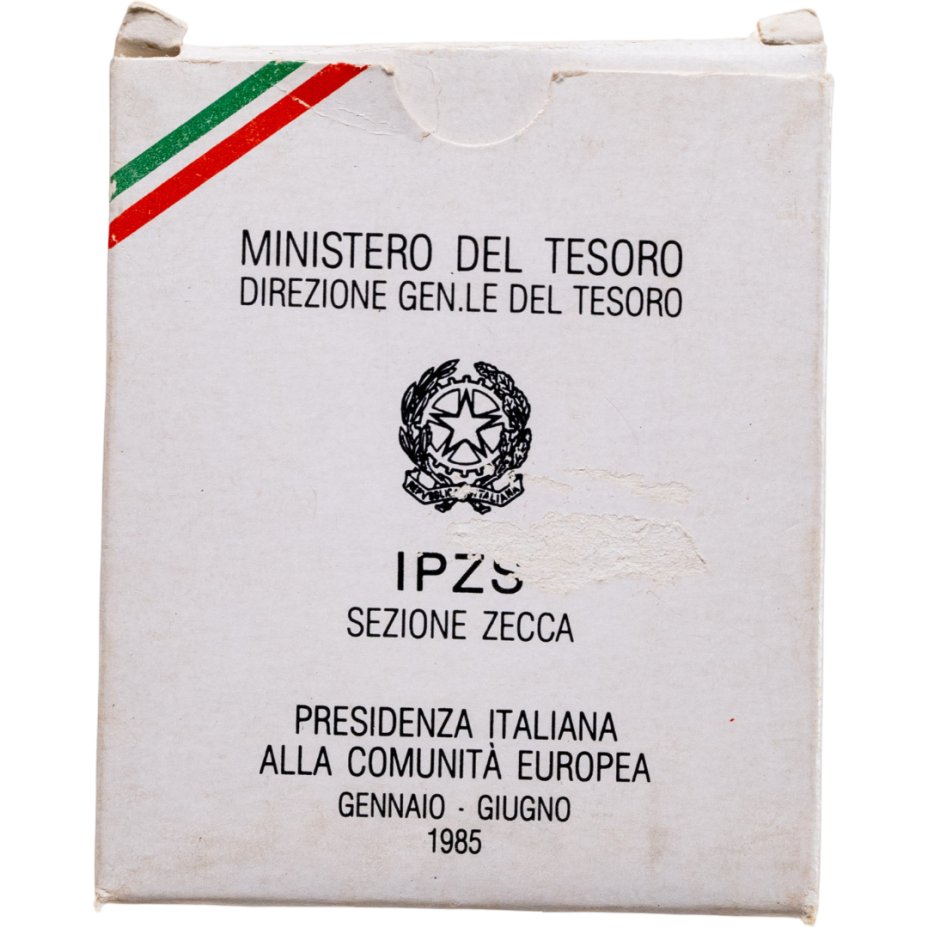 MINISTERO DEL TESORO
DIREZIONE GEN.LE DEL TESORO
REPVBBLICA ITALIANA
IPZS
SEZIONE ZECCA
PRESIDENZA ITALIANA
ALLA COMUNITÀ EUROPEA
GENNAIO - GIUGNO
1985